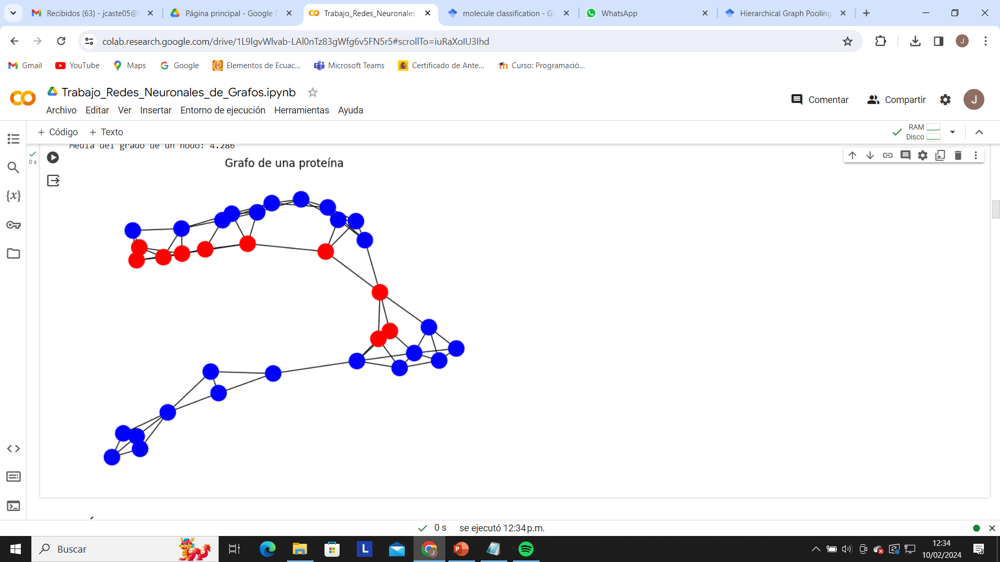 Recibidos (63) - jcaste05@
Página principal - Google D
Trabajo_Redes_Neuronales_
molecule classification - Go
WhatsApp
Hierarchical Graph Pooling
colab.research.google.com/drive/1L9lgvWlvab-LAl0nTz83gWfg6v5FN5r5#scrollTo=iuRaXoIU3Ihd
J
Gmail
YouTube
Maps
Google
Elementos de Ecuac...
Microsoft Teams
Certificado de Ante...
Curso: Programació...
Trabajo_Redes_Neuronales_de_Grafos.ipynb
Comentar
Compartir
J
Archivo Editar Ver Insertar Entorno de ejecución Herramientas Ayuda
+ Código + Texto
RAM
Disco
Media del grado de un nodo: 4.286
0 s
Grafo de una proteína
{x}
0 s se ejecutó 12:34 p.m.
Buscar
L
P
J
12:34
10/02/2024